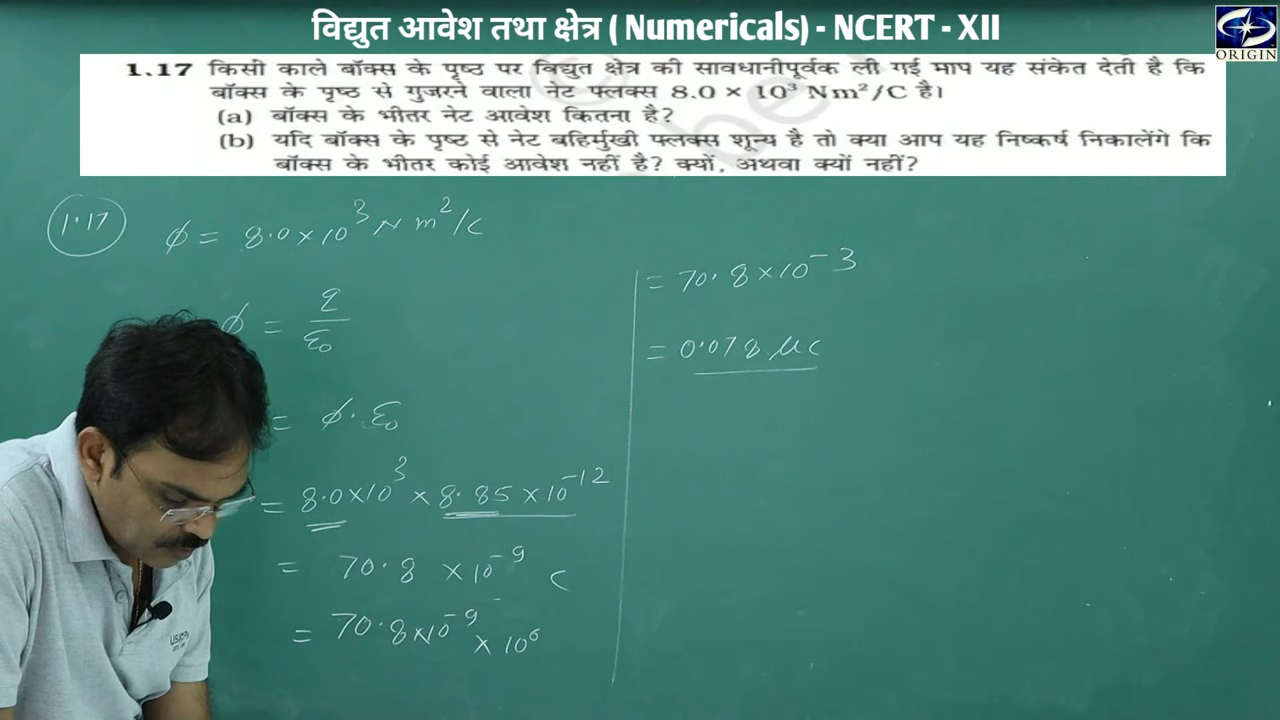 विद्युत आवेश तथा क्षेत्र ( Numericals) - NCERT - XII
ORIGIN
1.17 किसी काले बॉक्स के पृष्ठ पर विद्युत क्षेत्र की सावधानीपूर्वक ली गई माप यह संकेत देती है कि
बॉक्स के पृष्ठ से गुजरने वाला नेट फ्लक्स 8.0 × 10³ Nm²/C है।
(a) बॉक्स के भीतर नेट आवेश कितना है?
(b) यदि बॉक्स के पृष्ठ से नेट बहिर्मुखी फ्लक्स शून्य है तो क्या आप यह निष्कर्ष निकालेंगे कि
बॉक्स के भीतर कोई आवेश नहीं है? क्यों, अथवा क्यों नहीं?
1.17
ϕ = 8.0 × 10³ N m²/c
ϕ = q/ε₀
= ϕ · ε₀
= 8.0 × 10³ × 8.85 × 10⁻¹²
= 70.8 × 10⁻⁹ C
= 70.8 × 10⁻⁹ × 10⁶
= 70.8 × 10⁻³
= 0.078 μc